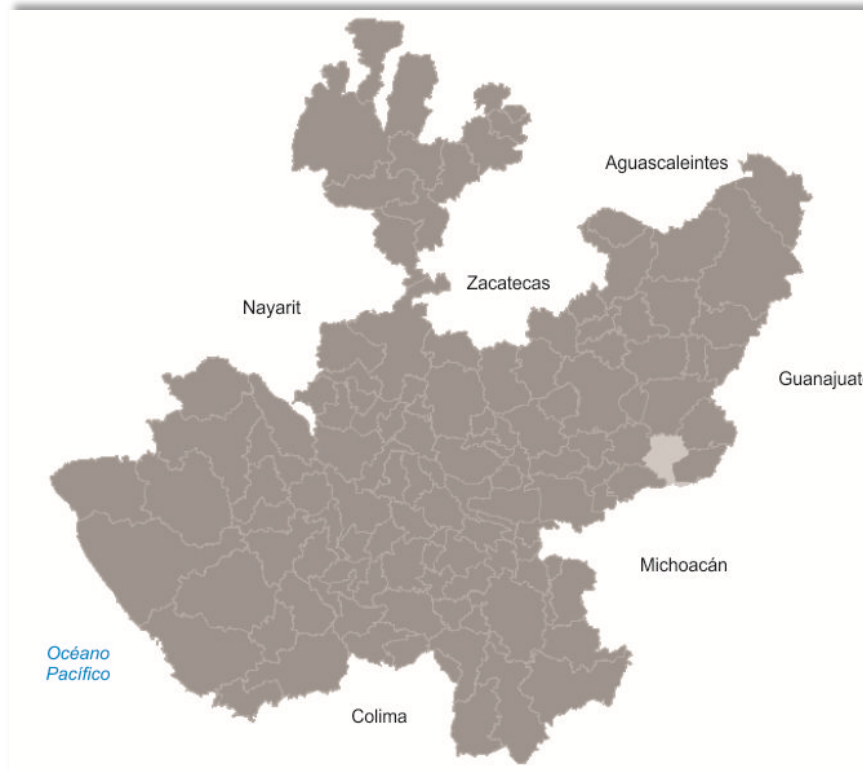 Aguascaleintes
Zacatecas
Nayarit
Guanajuat
Michoacán
Océano
Pacífico
Colima